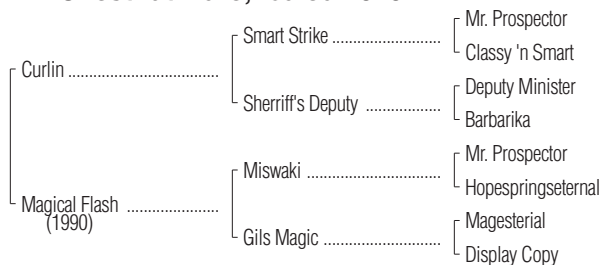 Mr. Prospector
Smart Strike
Classy 'n Smart
Curlin
Deputy Minister
Sherriff's Deputy
Barbarika
Mr. Prospector
Miswaki
Hopespringseternal
Magical Flash
(1990)
Magesterial
Gils Magic
Display Copy